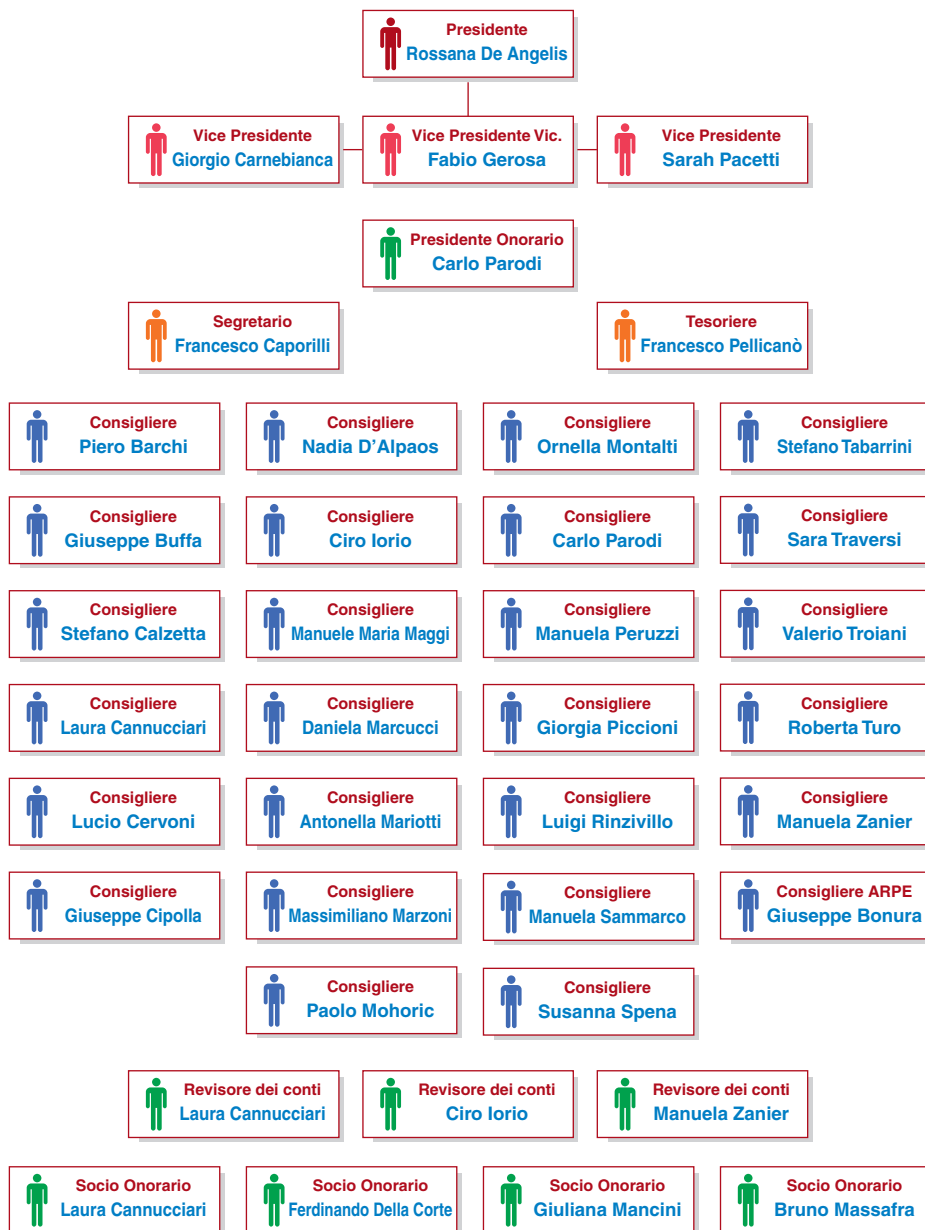 Presidente
Rossana De Angelis
Vice Presidente
Giorgio Carnebianca
Vice Presidente Vic.
Fabio Gerosa
Vice Presidente
Sarah Pacetti
Presidente Onorario
Carlo Parodi
Segretario
Francesco Caporilli
Tesoriere
Francesco Pellicanò
Consigliere
Piero Barchi
Consigliere
Nadia D'Alpaos
Consigliere
Ornella Montalti
Consigliere
Stefano Tabarrini
Consigliere
Giuseppe Buffa
Consigliere
Ciro Iorio
Consigliere
Carlo Parodi
Consigliere
Sara Traversi
Consigliere
Stefano Calzetta
Consigliere
Manuele Maria Maggi
Consigliere
Manuela Peruzzi
Consigliere
Valerio Troiani
Consigliere
Laura Cannucciari
Consigliere
Daniela Marcucci
Consigliere
Giorgia Piccioni
Consigliere
Roberta Turo
Consigliere
Lucio Cervoni
Consigliere
Antonella Mariotti
Consigliere
Luigi Rinzivillo
Consigliere
Manuela Zanier
Consigliere
Giuseppe Cipolla
Consigliere
Massimiliano Marzoni
Consigliere
Manuela Sammarco
Consigliere ARPE
Giuseppe Bonura
Consigliere
Paolo Mohoric
Consigliere
Susanna Spena
Revisore dei conti
Laura Cannucciari
Revisore dei conti
Ciro Iorio
Revisore dei conti
Manuela Zanier
Socio Onorario
Laura Cannucciari
Socio Onorario
Ferdinando Della Corte
Socio Onorario
Giuliana Mancini
Socio Onorario
Bruno Massafra